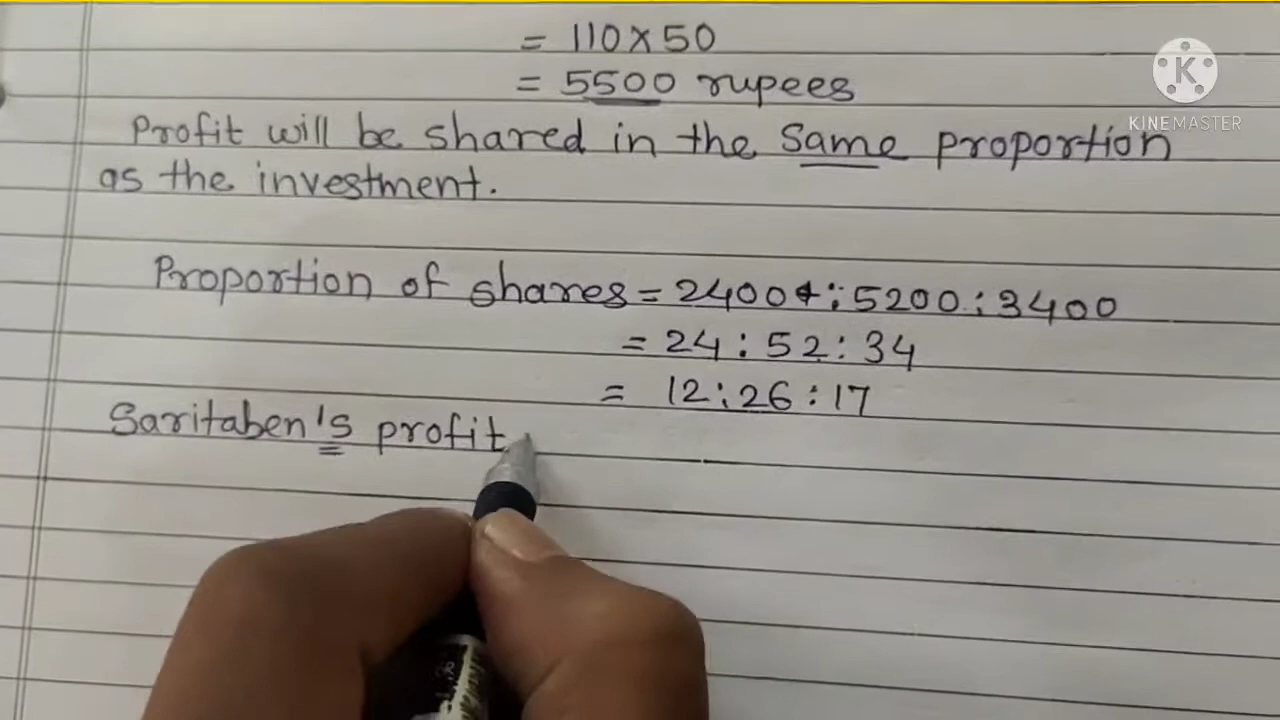 = 110 × 50
= 5500 rupees
Profit will be shared in the same proportion
as the investment.
Proportion of shares = 2400 : 5200 : 3400
= 24 : 52 : 34
= 12 : 26 : 17
Saritaben's profit
K
KINEMASTER